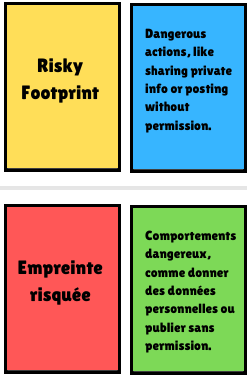 Risky
Footprint
Dangerous
actions, like
sharing private
info or posting
without
permission.
Empreinte
risquée
Comportements
dangereux,
comme donner
des données
personnelles ou
publier sans
permission.